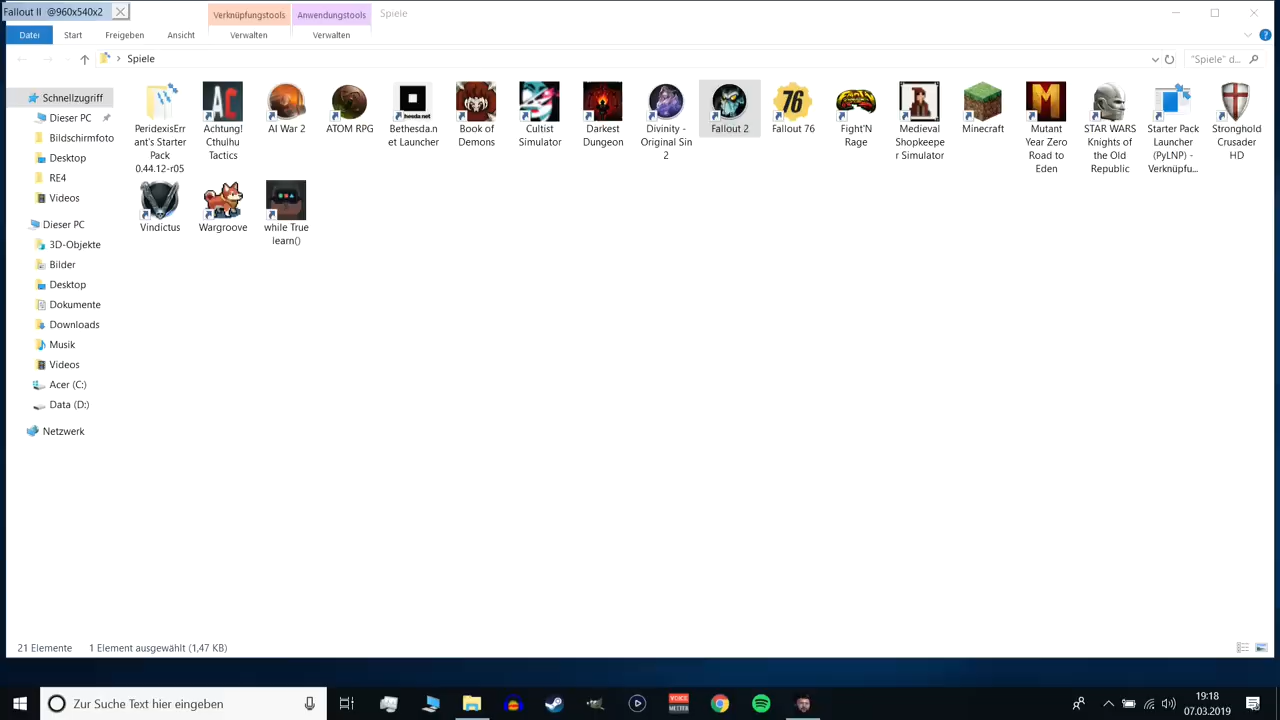 Fallout II @960x540x2
Verknüpfungstools
Anwendungstools
Spiele
Datei
Start
Freigeben
Ansicht
Verwalten
Verwalten
Spiele
"Spiele" d...
Schnellzugriff
Dieser PC
Bildschirmfoto
Desktop
RE4
Videos
Dieser PC
3D-Objekte
Bilder
Desktop
Dokumente
Downloads
Musik
Videos
Acer (C:)
Data (D:)
Netzwerk
PeridexisErr
ant's Starter
Pack
0.44.12-r05
Achtung!
Cthulhu
Tactics
AI War 2
ATOM RPG
Bethesda.n
et Launcher
Book of
Demons
Cultist
Simulator
Darkest
Dungeon
Divinity -
Original Sin
2
Fallout 2
Fallout 76
Fight'N
Rage
Medieval
Shopkeepe
r Simulator
Minecraft
Mutant
Year Zero
Road to
Eden
STAR WARS
Knights of
the Old
Republic
Starter Pack
Launcher
(PyLNP) -
Verknüpfu...
Stronghold
Crusader
HD
Vindictus
Wargroove
while True
learn()
21 Elemente
1 Element ausgewählt (1,47 KB)
Zur Suche Text hier eingeben
VOICE
MEETER
19:18
07.03.2019